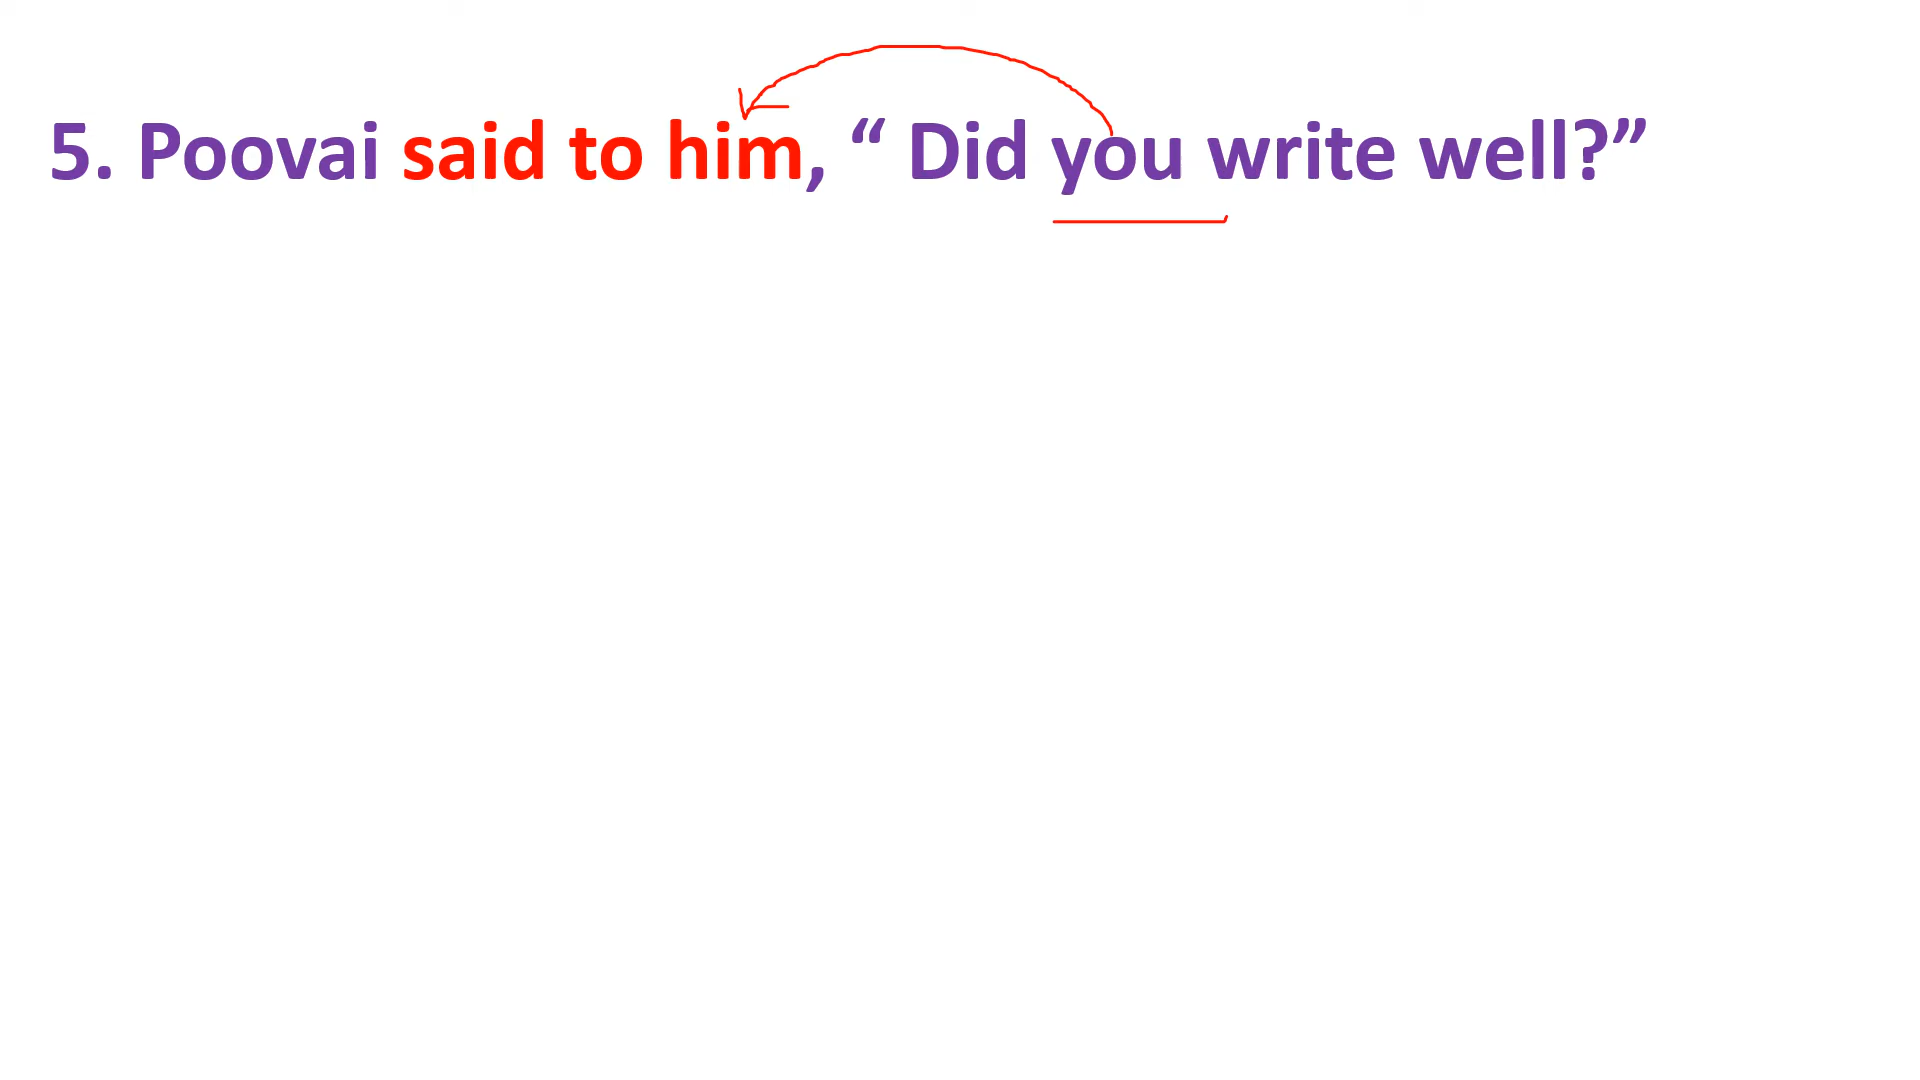 5. Poovai said to him, “ Did you write well?”